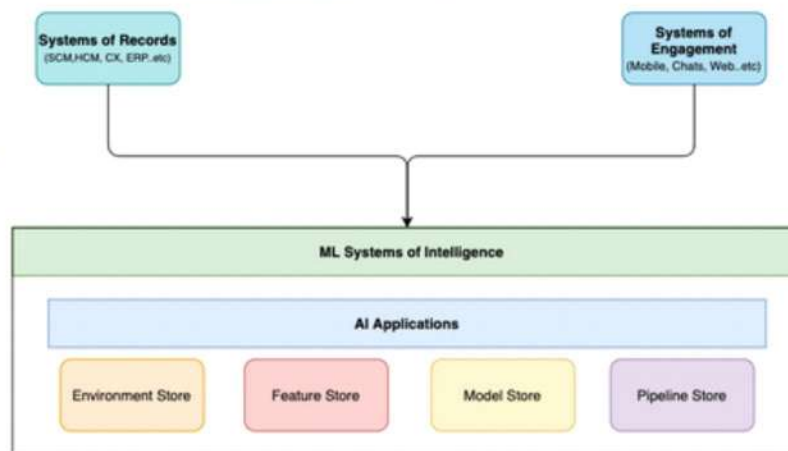 Systems of Records
(SCM,HCM, CX, ERP..etc)
Systems of
Engagement
(Mobile, Chats, Web..etc)
ML Systems of Intelligence
AI Applications
Environment Store
Feature Store
Model Store
Pipeline Store